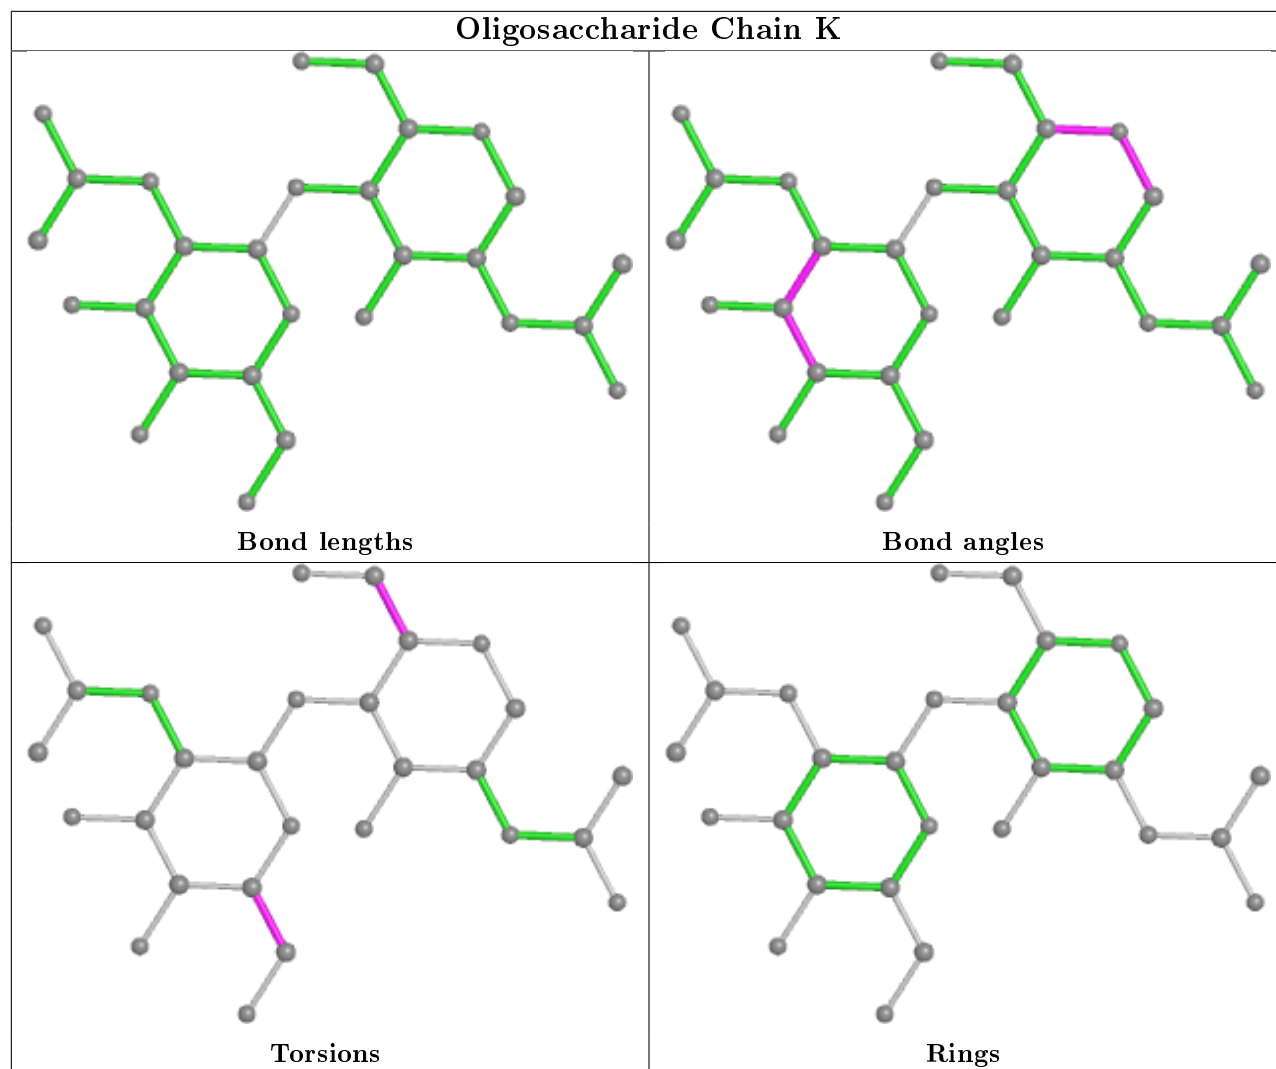 Oligosaccharide Chain K
Bond lengths
Bond angles
Torsions
Rings